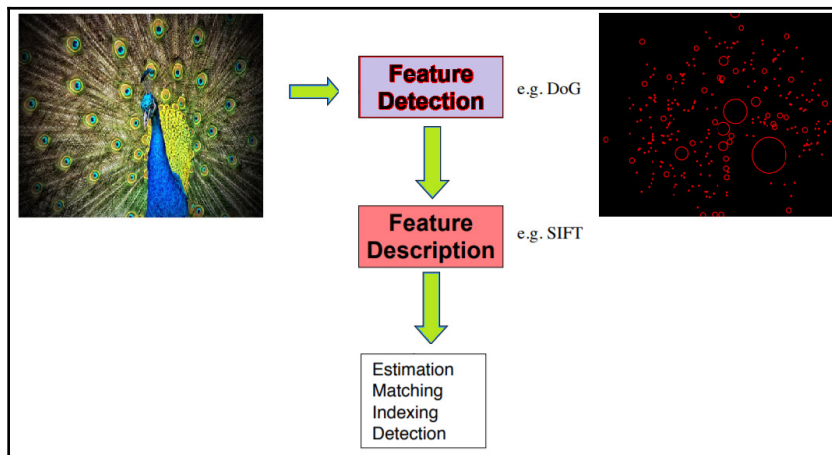 Feature
Detection
e.g. DoG
Feature
Description
e.g. SIFT
Estimation
Matching
Indexing
Detection